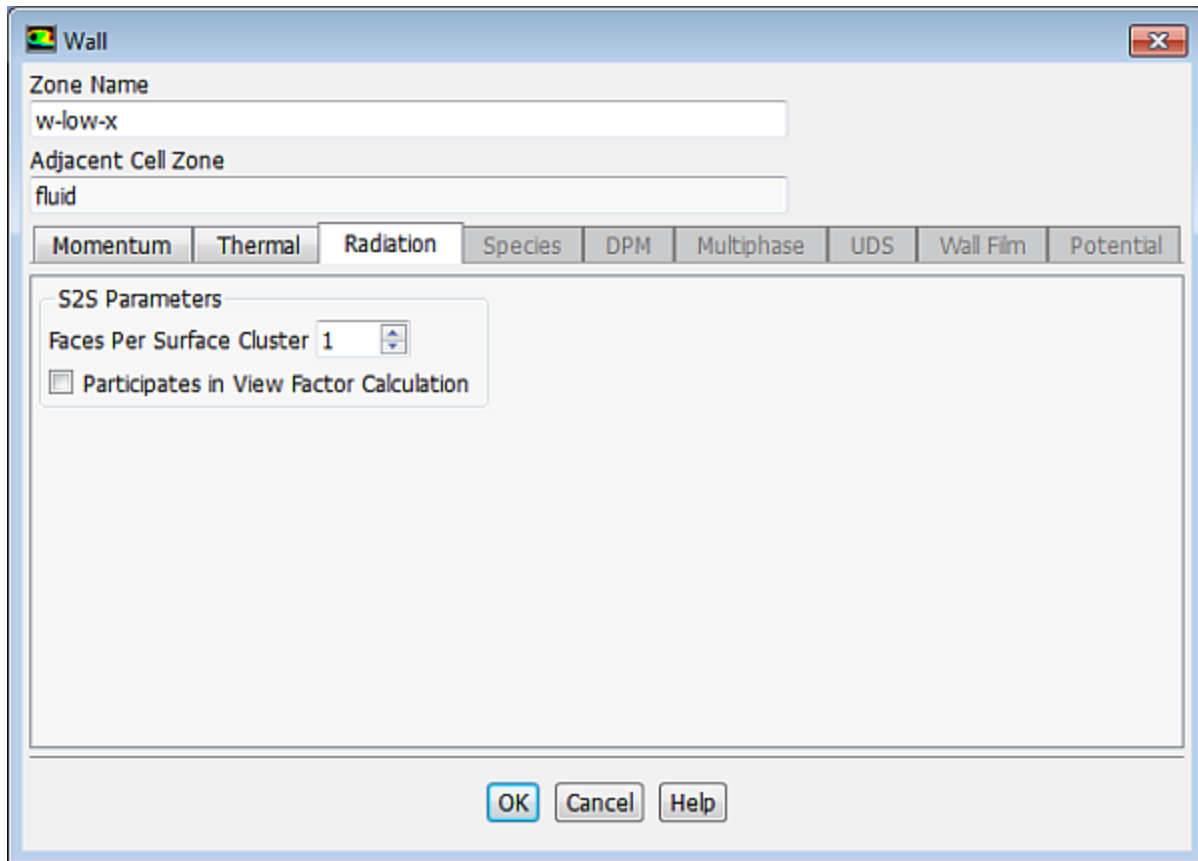 Wall
Zone Name
w-low-x
Adjacent Cell Zone
fluid
Momentum Thermal Radiation Species DPM Multiphase UDS Wall Film Potential
S2S Parameters
Faces Per Surface Cluster 1
Participates in View Factor Calculation
OK Cancel Help